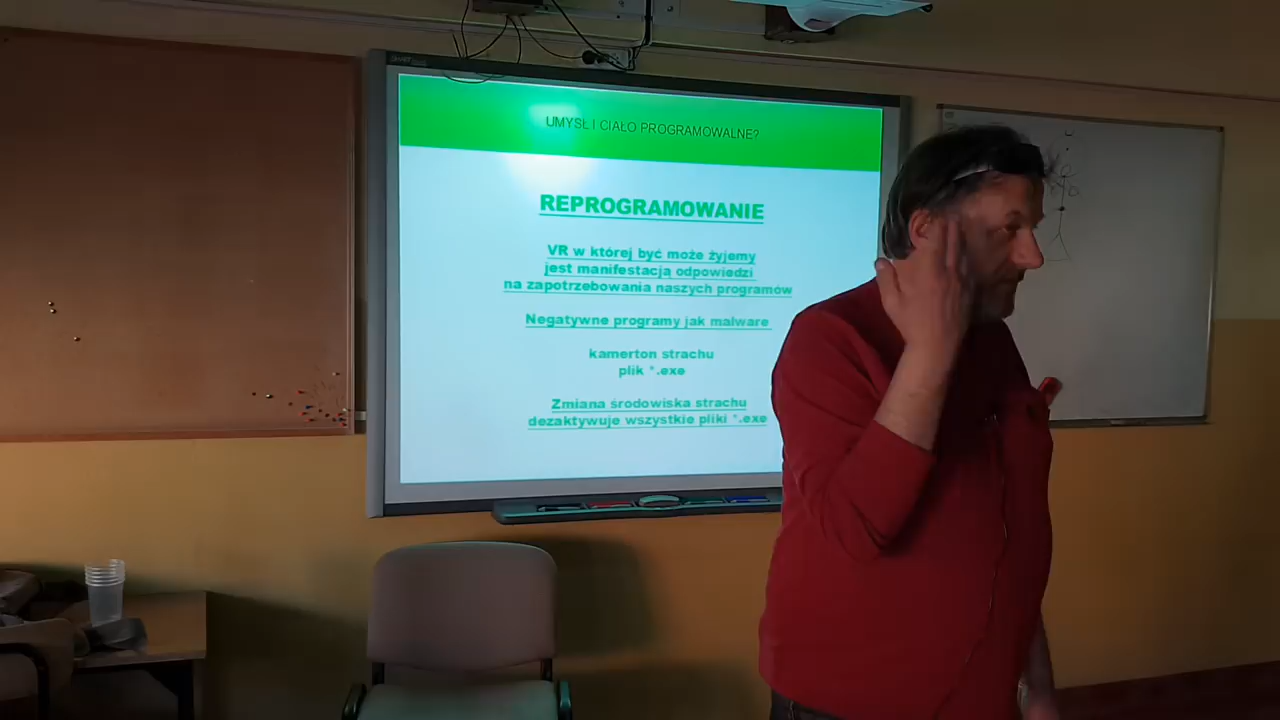 UMYSŁ I CIAŁO PROGRAMOWALNE?
REPROGRAMOWANIE
VR w której być może żyjemy
jest manifestacją odpowiedzi
na zapotrzebowania naszych programów
Negatywne programy jak malware
kamerton strachu
plik *.exe
Zmiana środowiska strachu
dezaktywuje wszystkie pliki *.exe